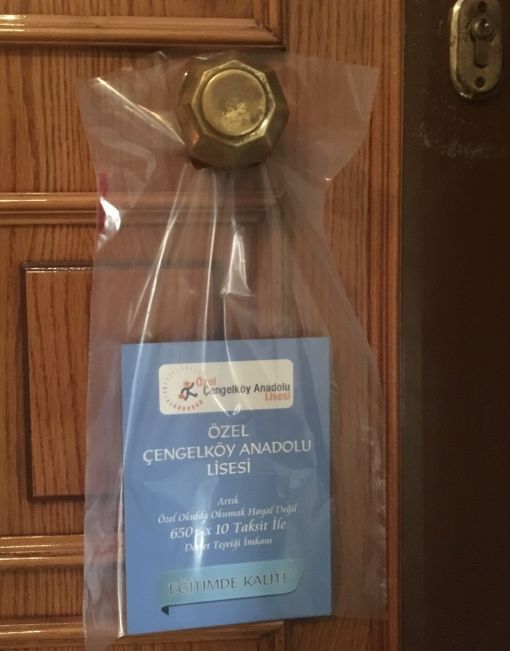 Özel
Çengelköy Anadolu
Lisesi
ÖZEL
ÇENGELKÖY ANADOLU
LİSESİ
Artık
Özel Okulda Okumak Hayal Değil
650 x 10 Taksit İle
Devlet Teşviği İmkanı
EĞİTİMDE KALİTE